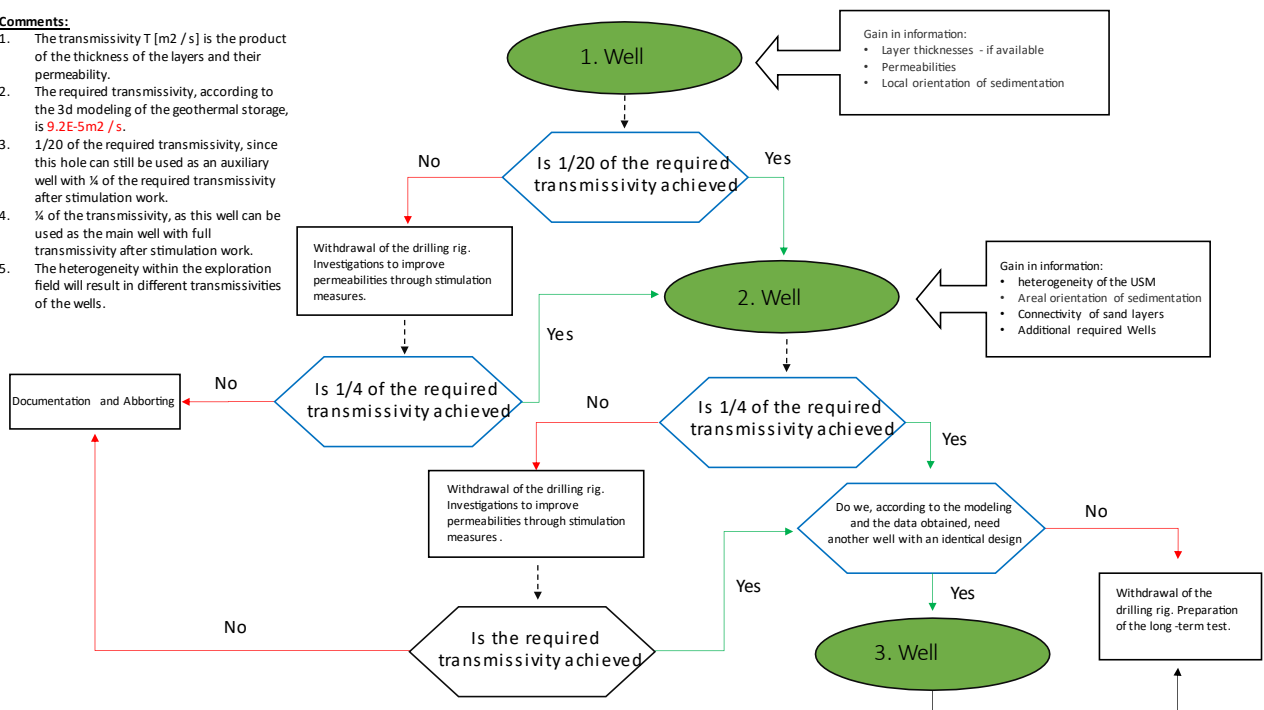 Comments:
1. The transmissivity T [m2 / s] is the product
of the thickness of the layers and their
permeability.
2. The required transmissivity, according to
the 3d modeling of the geothermal storage,
is 9.2E-5m2 / s.
3. 1/20 of the required transmissivity, since
this hole can still be used as an auxiliary
well with ¼ of the required transmissivity
after stimulation work.
4. ¼ of the transmissivity, as this well can be
used as the main well with full
transmissivity after stimulation work.
5. The heterogeneity within the exploration
field will result in different transmissivities
of the wells.
1. Well
Gain in information:
• Layer thicknesses - if available
• Permeabilities
• Local orientation of sedimentation
Is 1/20 of the required
transmissivity achieved
No
Yes
Withdrawal of the drilling rig.
Investigations to improve
permeabilities through stimulation
measures.
2. Well
Gain in information:
• heterogeneity of the USM
• Areal orientation of sedimentation
• Connectivity of sand layers
• Additional required Wells
Yes
Is 1/4 of the required
transmissivity achieved
No
Documentation and Abborting
Is 1/4 of the required
transmissivity achieved
No
Yes
Withdrawal of the drilling rig.
Investigations to improve
permeabilities through stimulation
measures .
Do we, according to the modeling
and the data obtained, need
another well with an identical design
No
Yes
Yes
Withdrawal of the
drilling rig. Preparation
of the long -term test.
Is the required
transmissivity achieved
No
3. Well